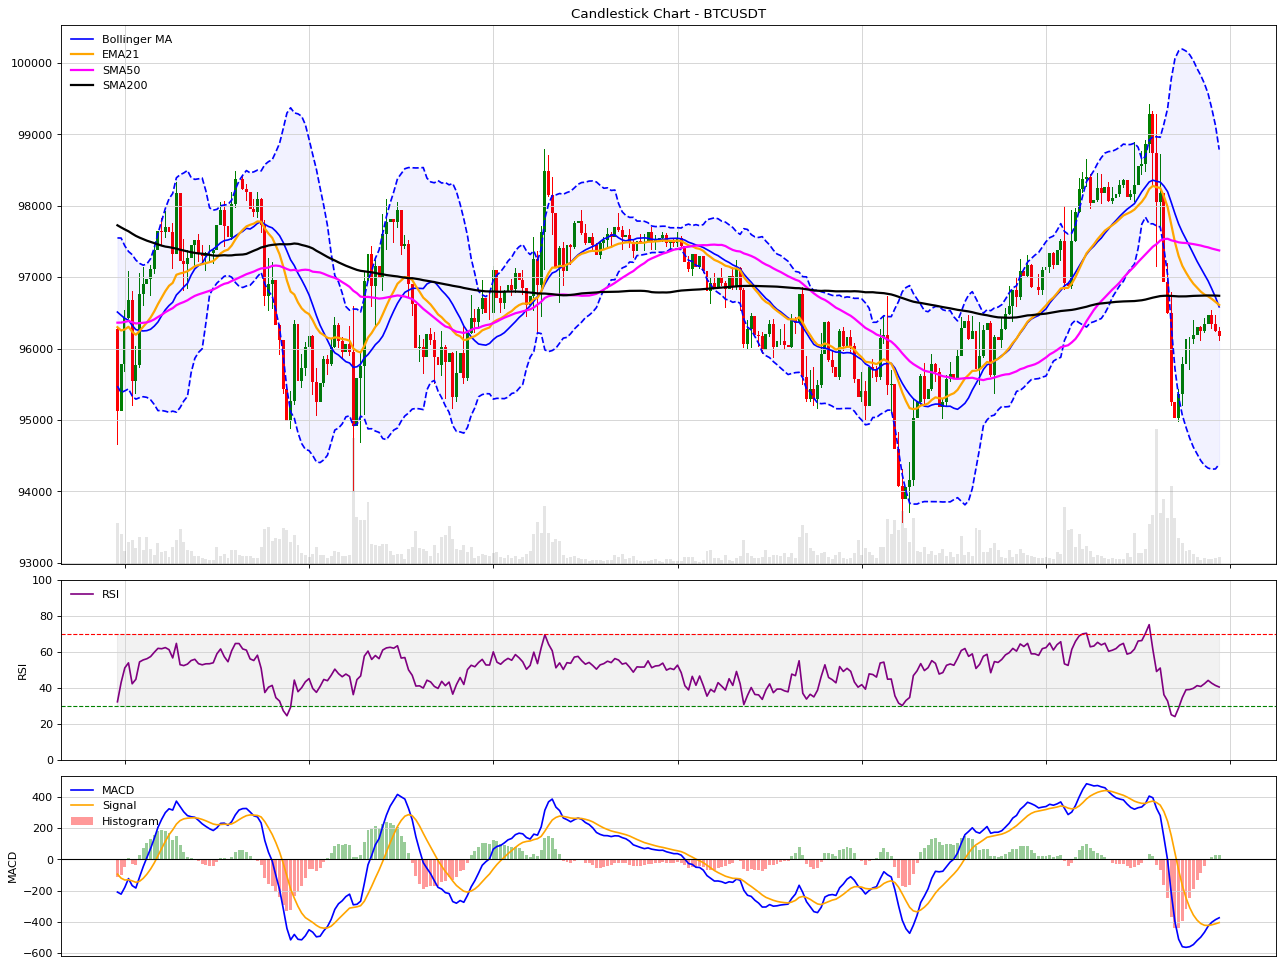 Candlestick Chart - BTCUSDT
Bollinger MA
EMA21
SMA50
SMA200
100000
99000
98000
97000
96000
95000
94000
93000
RSI
100
80
60
40
20
0
RSI
MACD
Signal
Histogram
400
200
0
−200
−400
−600
MACD